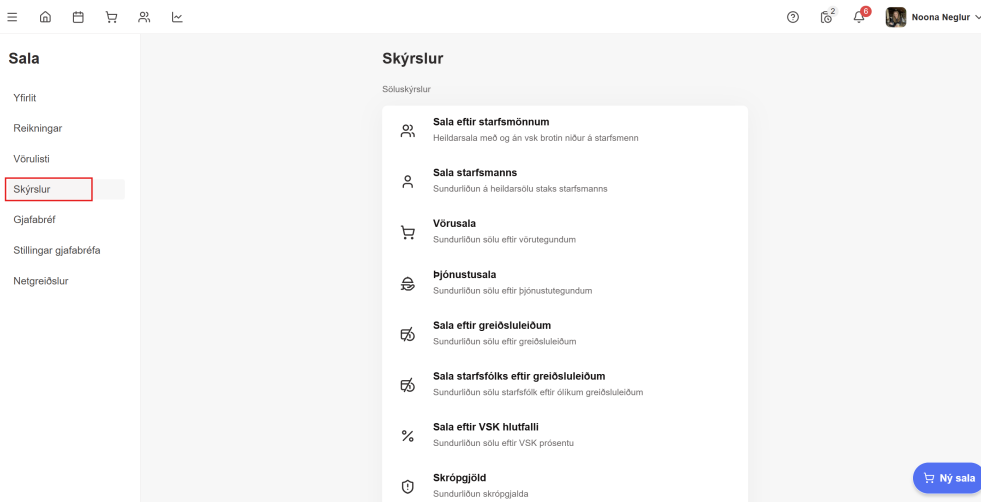 2
6
Noona Neglur
Sala
Yfirlit
Reikningar
Vörulisti
Skýrslur
Gjafabréf
Stillingar gjafabréfa
Netgreiðslur
Skýrslur
Söluskýrslur
Sala eftir starfsmönnum
Heildarsala með og án vsk brotin niður á starfsmenn
Sala starfsmanns
Sundurliðun á heildarsölu staks starfsmanns
Vörusala
Sundurliðun sölu eftir vörutegundum
Þjónustusala
Sundurliðun sölu eftir þjónustutegundum
Sala eftir greiðsluleiðum
Sundurliðun sölu eftir greiðsluleiðum
Sala starfsfólks eftir greiðsluleiðum
Sundurliðun sölu starfsfólk eftir ólíkum greiðsluleiðum
Sala eftir VSK hlutfalli
Sundurliðun sölu eftir VSK prósentu
Skrópgjöld
Sundurliðun skrópgjalda
Ný sala